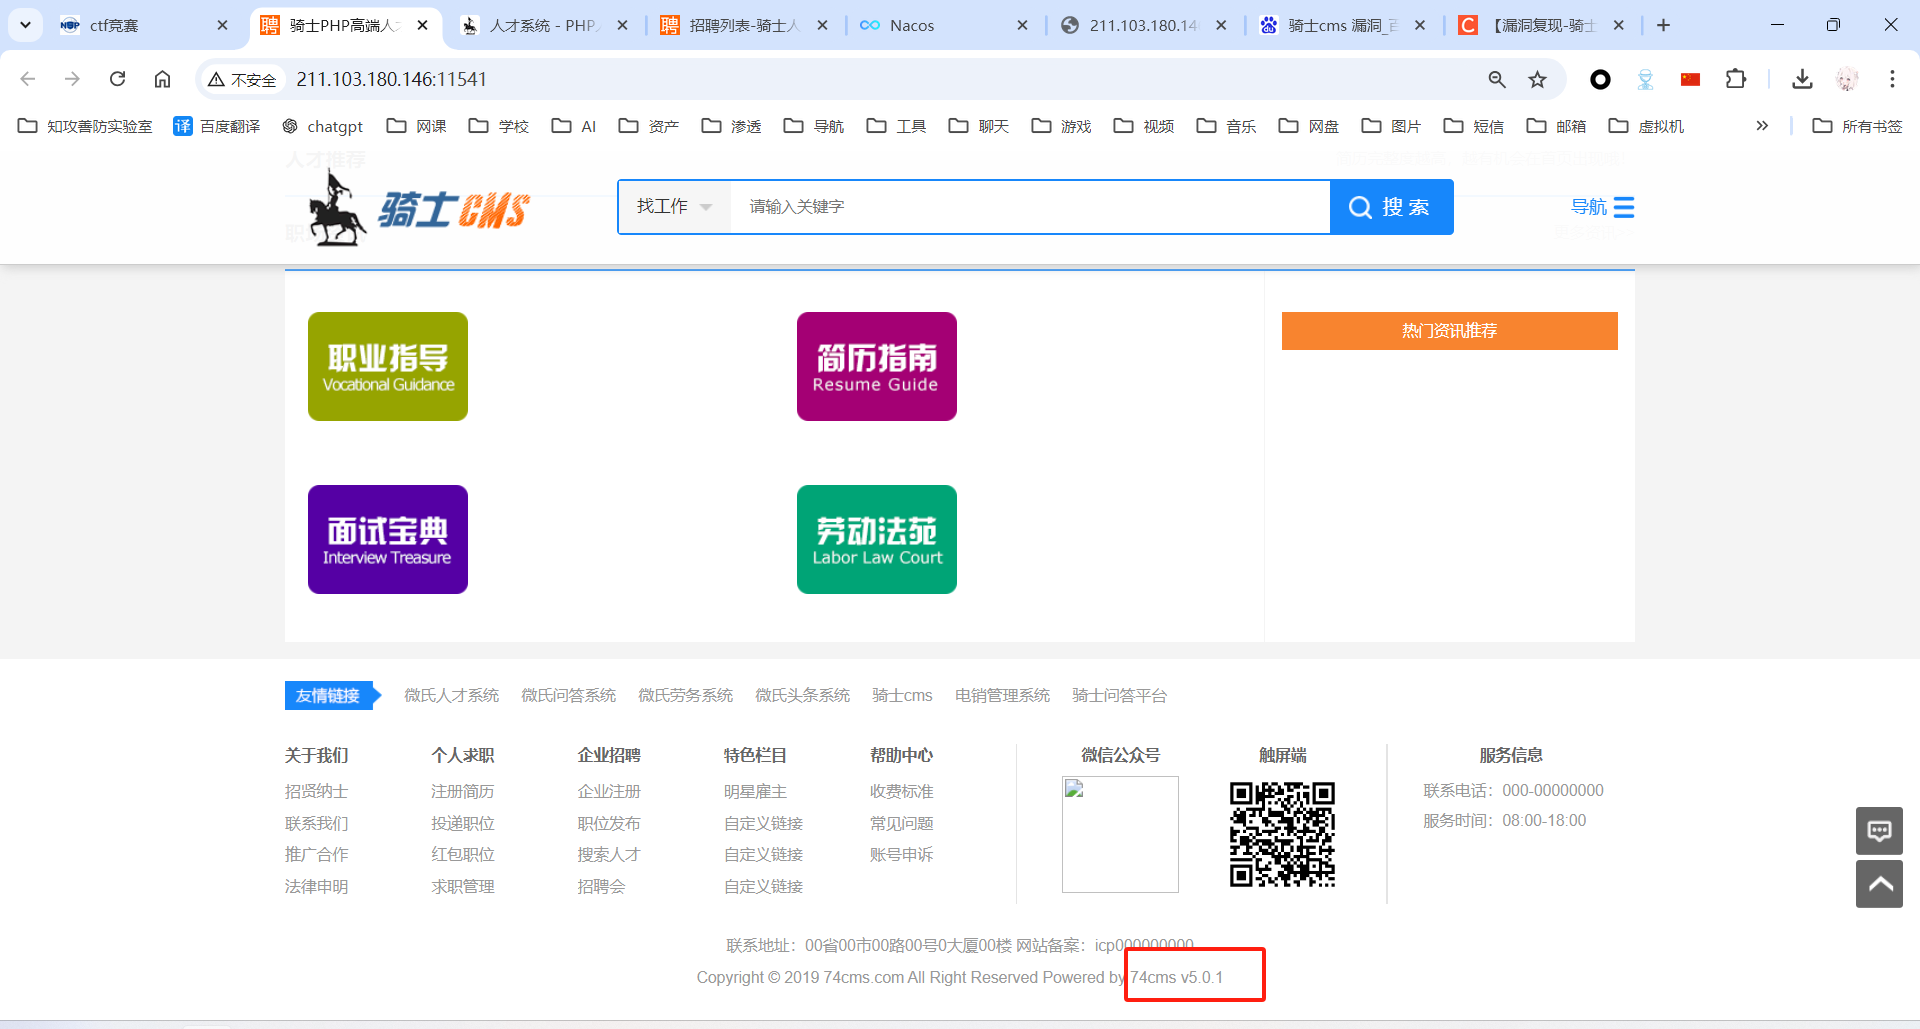 ctf竞赛
骑士PHP高端人
人才系统 - PHP
招聘列表-骑士人
Nacos
211.103.180.14
骑士cms 漏洞_百
【漏洞复现-骑士
不安全
211.103.180.146:11541
知攻善防实验室
译 百度翻译
chatgpt
网课
学校
AI
资产
渗透
导航
工具
聊天
游戏
视频
音乐
网盘
图片
短信
邮箱
虚拟机
所有书签
人才推荐
骑士CMS
找工作
请输入关键字
搜 索
导航
职业指导
Vocational Guidance
简历指南
Resume Guide
热门资讯推荐
面试宝典
Interview Treasure
劳动法苑
Labor Law Court
友情链接
微氏人才系统 微氏问答系统 微氏劳务系统 微氏头条系统 骑士cms 电销管理系统 骑士问答平台
关于我们
招贤纳士
联系我们
推广合作
法律申明
个人求职
注册简历
投递职位
红包职位
求职管理
企业招聘
企业注册
职位发布
搜索人才
招聘会
特色栏目
明星雇主
自定义链接
自定义链接
自定义链接
帮助中心
收费标准
常见问题
账号申诉
微信公众号
触屏端
服务信息
联系电话：000-00000000
服务时间：08:00-18:00
联系地址：00省00市00路00号0大厦00楼 网站备案：icp000000000
Copyright © 2019 74cms.com All Right Reserved Powered by 74cms v5.0.1